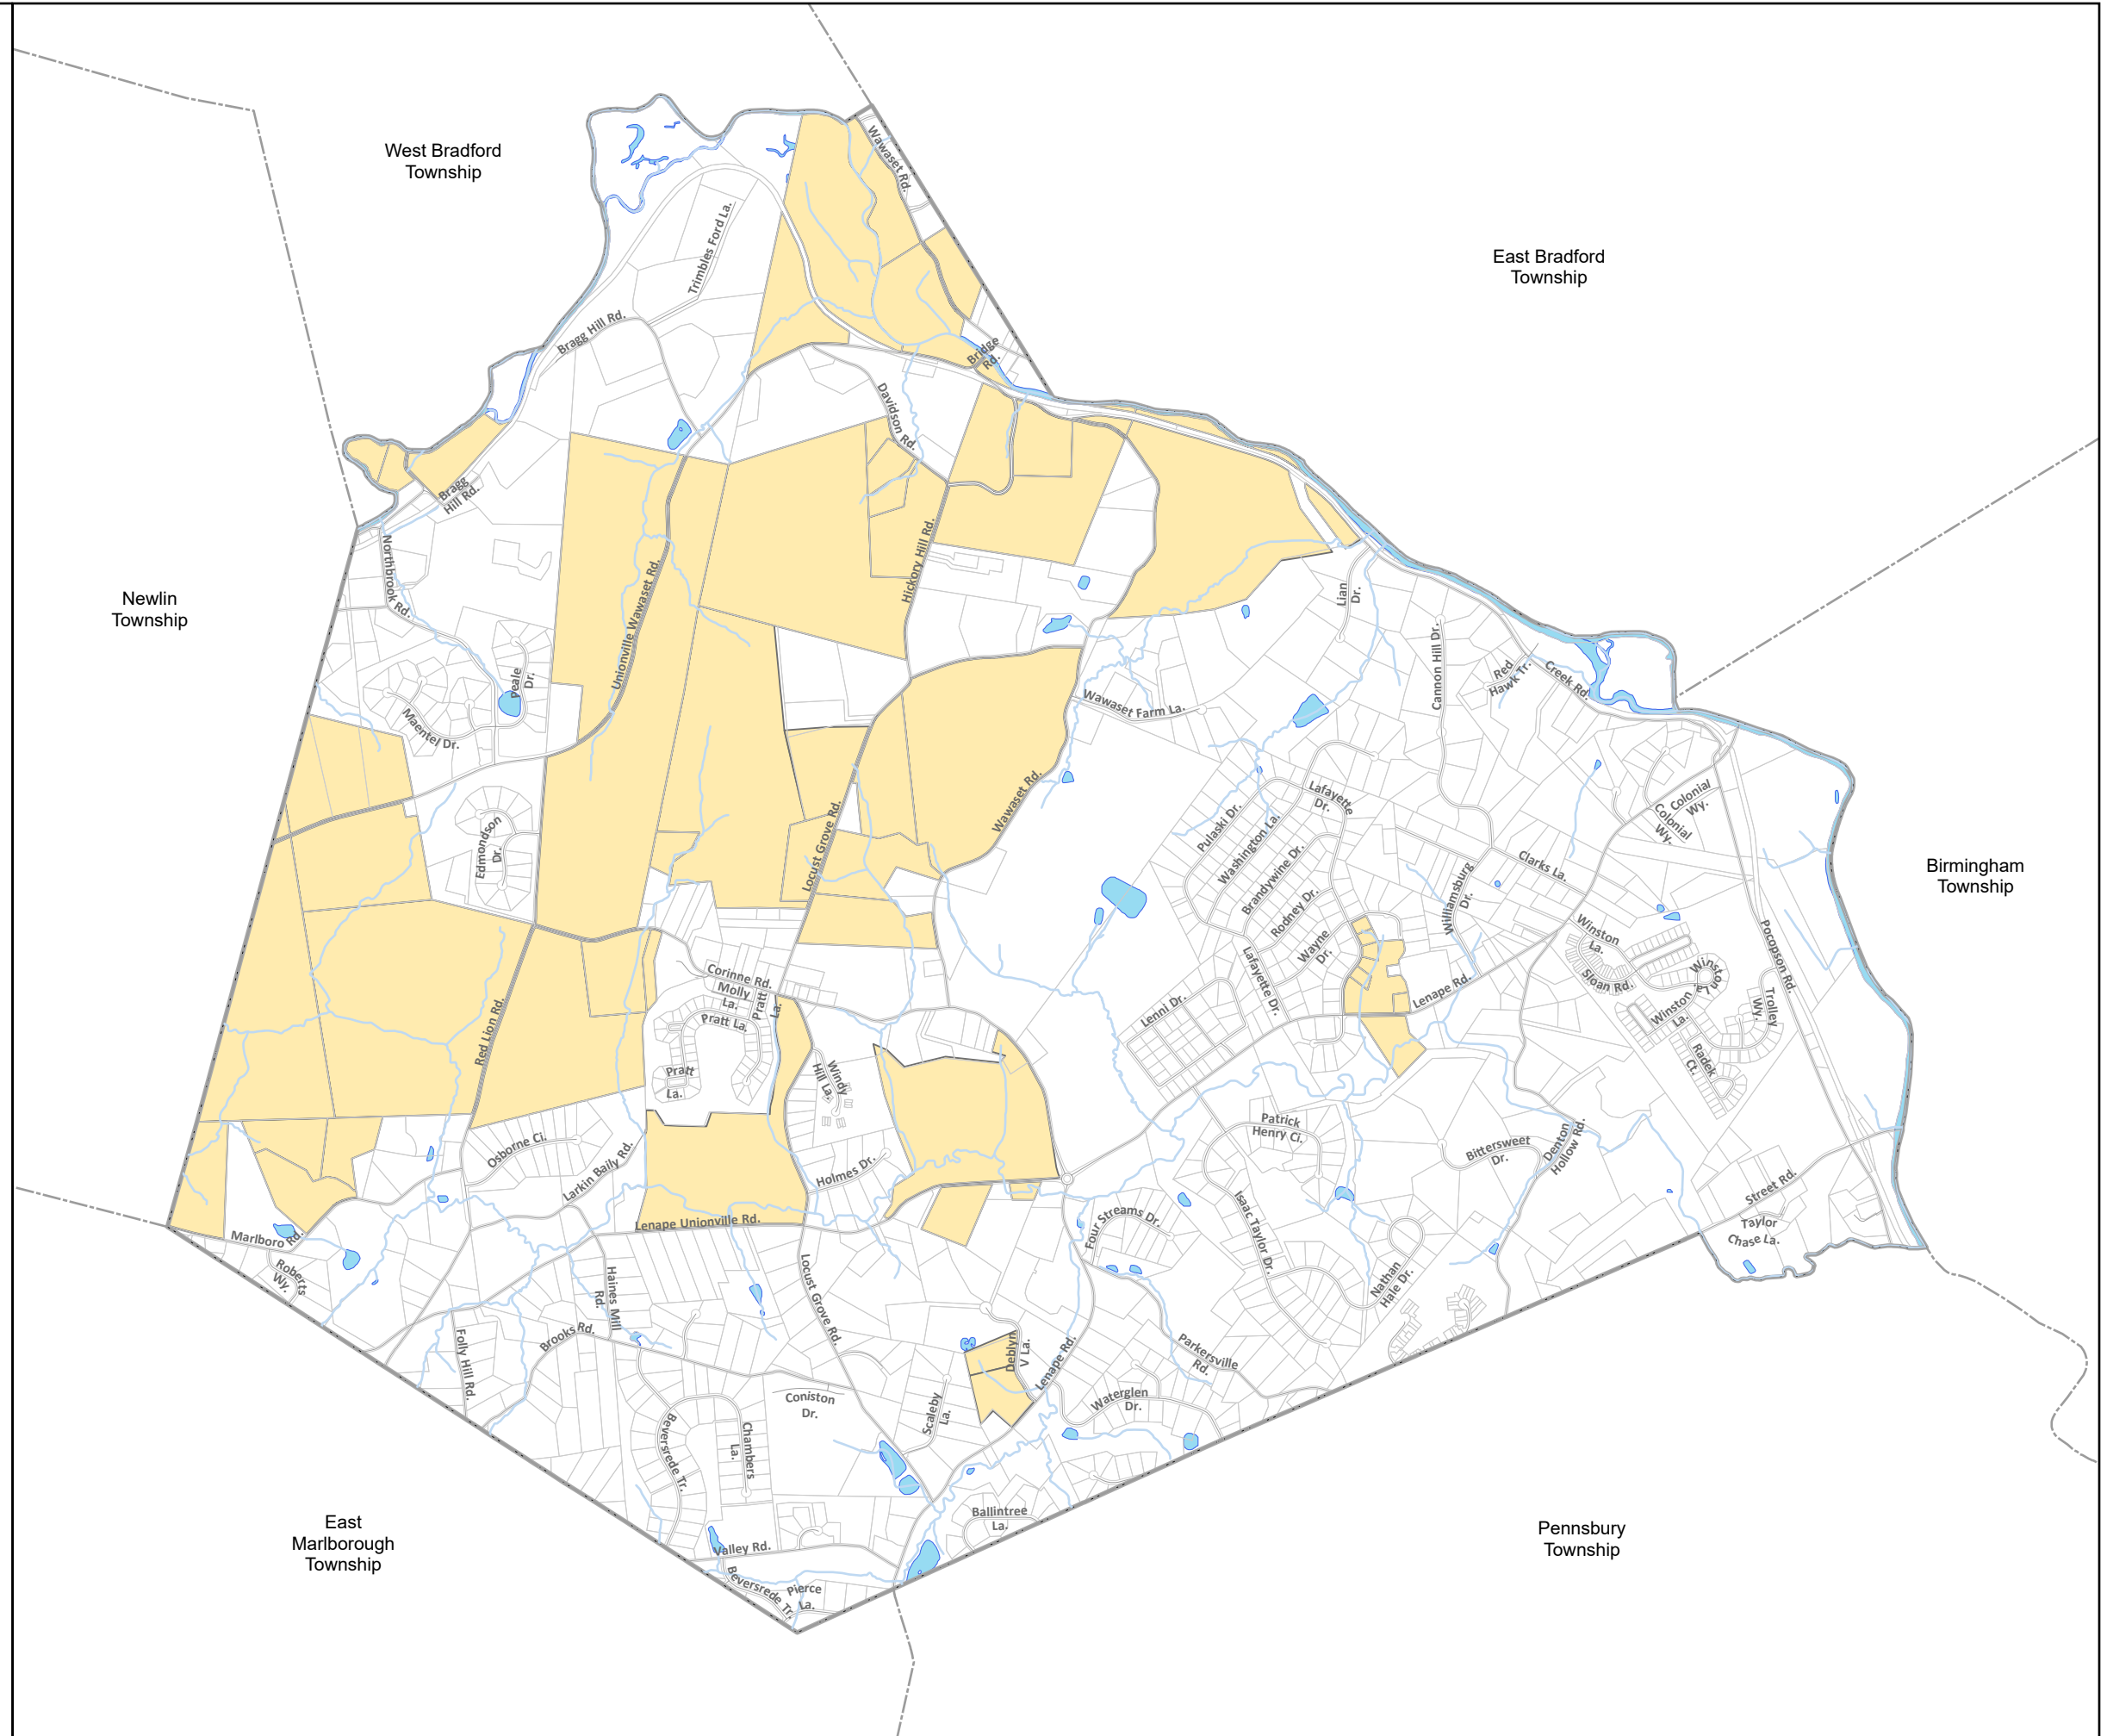 West Bradford
Township
East Bradford
Township
Newlin
Township
Birmingham
Township
East
Marlborough
Township
Pennsbury
Township
Wawaset Rd.
Trimbles Ford La.
Bragg Hill Rd.
Bridge
Rd.
Davidson Rd.
Bragg
Hill Rd.
Northbrook Rd.
Hickory Hill Rd.
Unionville Wawaset Rd.
Lian
Dr.
Peale
Dr.
Maentel Dr.
Cannon Hill Dr.
Red
Hawk Tr.
Creek Rd.
Wawaset Farm La.
Wawaset Rd.
Edmondson
Dr.
Locust Grove Rd.
Pulaski Dr.
Washington La.
Lafayette
Dr.
Brandywine Dr.
Rodney Dr.
Wayne
Dr.
Lafayette Dr.
Colonial
Wy.
Colonial
Wy.
Clarks La.
Williamsburg
Dr.
Winston
La.
Sloan Rd.
Winston La.
Winston
La.
Pocopson Rd.
Trolley
Wy.
Radek
Ct.
Lenape Rd.
Lenni Dr.
Corinne Rd.
Molly
La.
Pratt
La.
Pratt La.
Pratt
La.
Red Lion Rd.
Windy
Hill La.
Osborne Ci.
Larkin Baily Rd.
Holmes Dr.
Patrick
Henry Ci.
Bittersweet
Dr.
Denton
Hollow Rd.
Street Rd.
Taylor
Chase La.
Lenape Unionville Rd.
Four Streams Dr.
Isaac Taylor Dr.
Nathan
Hale Dr.
Marlboro Rd.
Roberts
Wy.
Haines Mill
Rd.
Brooks Rd.
Folly Hill Rd.
Locust Grove Rd.
Deblyn
V La.
Lenape Rd.
Parkersville
Rd.
Waterglen
Dr.
Coniston
Dr.
Scaleby
La.
Beversrede Tr.
Chambers
La.
Ballintree
La.
Valley Rd.
Beversrede Tr.
Pierce
La.